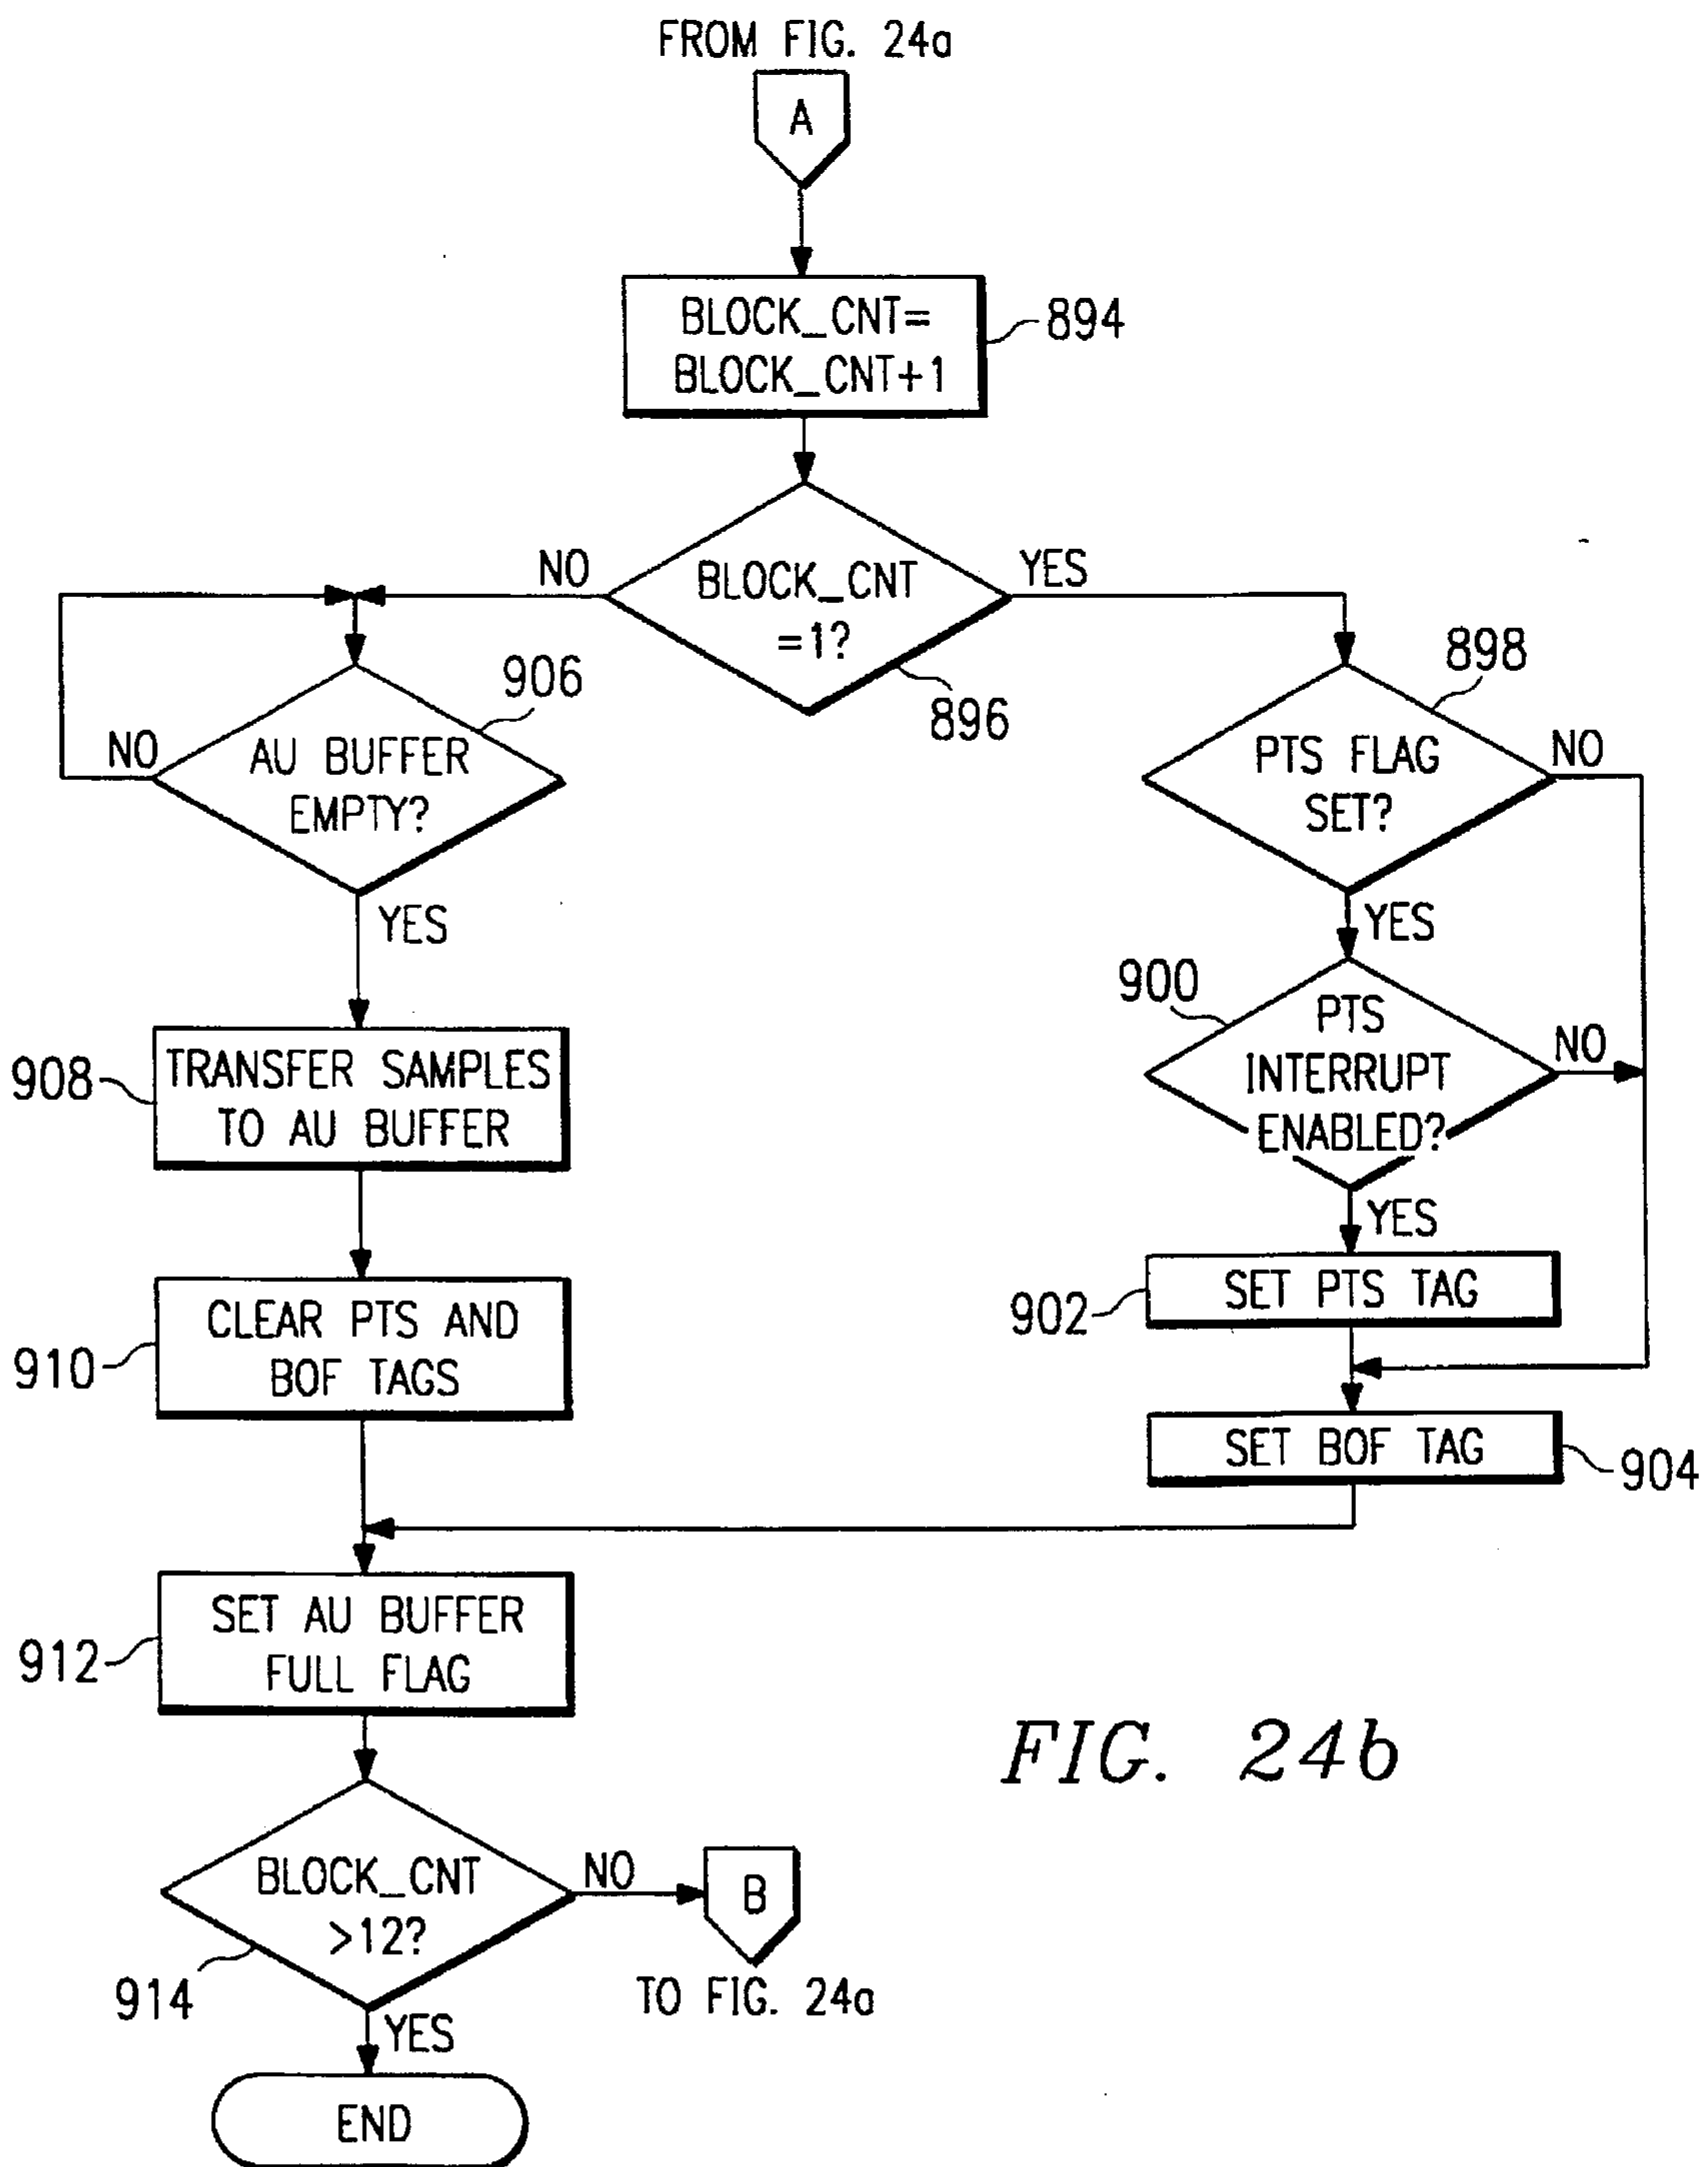 FROM FIG. 24a
A
BLOCK_CNT=
BLOCK_CNT+1
894
NO
BLOCK_CNT
=1?
YES
896
906
NO
AU BUFFER
EMPTY?
YES
898
PTS FLAG
SET?
NO
YES
900
PTS
INTERRUPT
ENABLED?
NO
YES
908
TRANSFER SAMPLES
TO AU BUFFER
902
SET PTS TAG
910
CLEAR PTS AND
BOF TAGS
SET BOF TAG
904
912
SET AU BUFFER
FULL FLAG
FIG. 24b
BLOCK_CNT
>12?
NO
B
914
TO FIG. 24a
YES
END